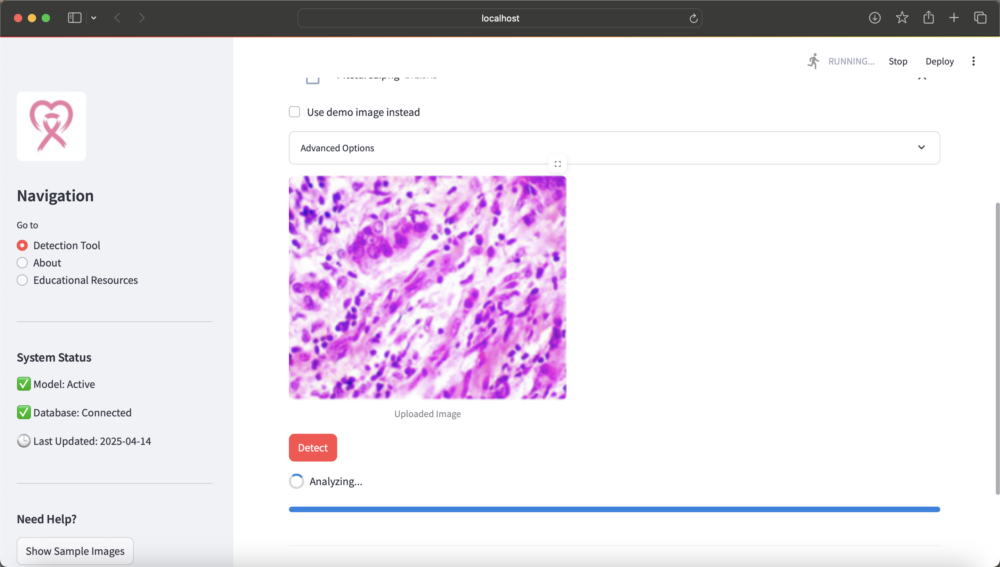 localhost
RUNNING...
Stop
Deploy
Use demo image instead
Advanced Options
Uploaded Image
Detect
Analyzing...
Navigation
Go to
Detection Tool
About
Educational Resources
System Status
Model: Active
Database: Connected
Last Updated: 2025-04-14
Need Help?
Show Sample Images